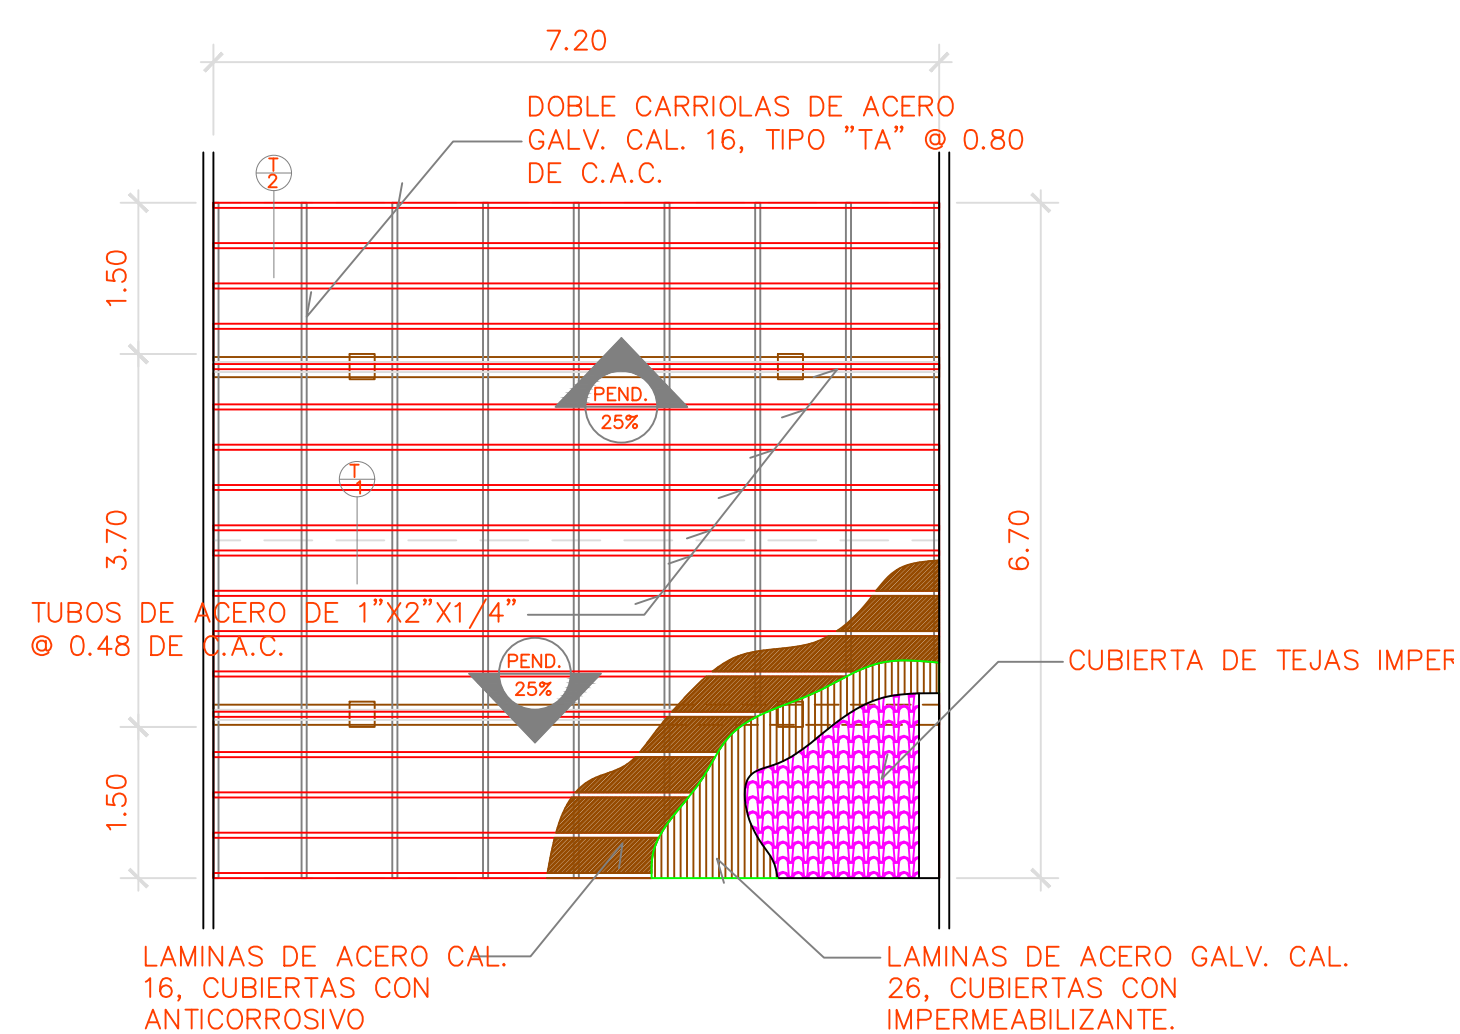 7.20
DOBLE CARRIOLAS DE ACERO
GALV. CAL. 16, TIPO "TA" @ 0.80
DE C.A.C.
T
2
1.50
PEND.
25%
T
1
3.70
6.70
TUBOS DE ACERO DE 1"X2"X1/4"
@ 0.48 DE C.A.C.
PEND.
25%
CUBIERTA DE TEJAS
1.50
LAMINAS DE ACERO CAL.
16, CUBIERTAS CON
ANTICORROSIVO
LAMINAS DE ACERO GALV. CAL.
26, CUBIERTAS CON
IMPERMEABILIZANTE.